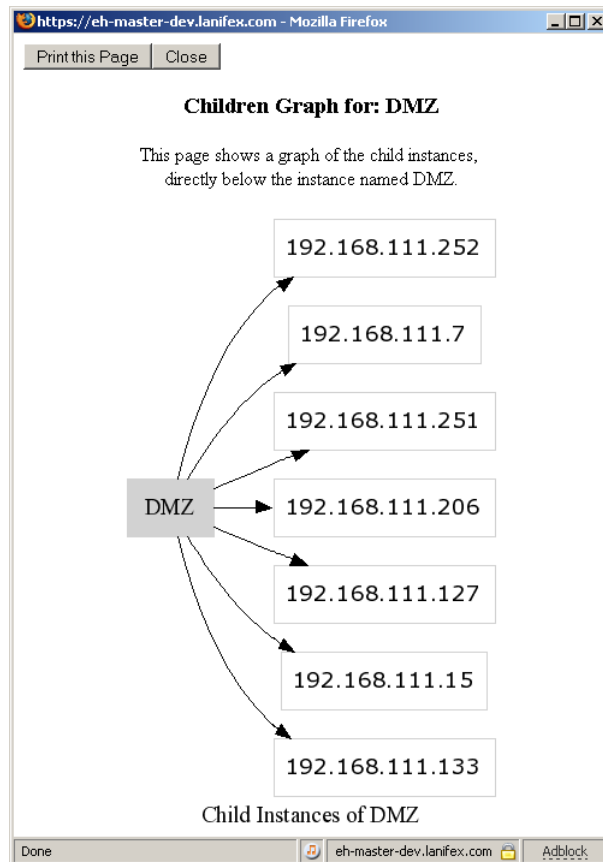 https://eh-master-dev.lanifex.com - Mozilla Firefox
Print this Page Close
Children Graph for: DMZ
This page shows a graph of the child instances,
directly below the instance named DMZ.
192.168.111.252
192.168.111.7
192.168.111.251
DMZ 192.168.111.206
192.168.111.127
192.168.111.15
192.168.111.133
Child Instances of DMZ
Done eh-master-dev.lanifex.com Adblock